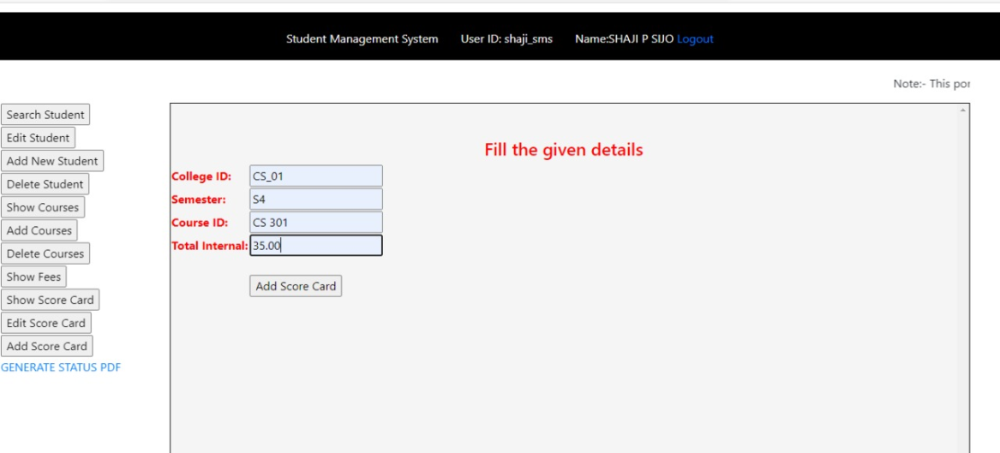 Student Management System User ID: shaji_sms Name:SHAJI P SIJO Logout
Note:- This por
Search Student
Edit Student
Add New Student
Delete Student
Show Courses
Add Courses
Delete Courses
Show Fees
Show Score Card
Edit Score Card
Add Score Card
GENERATE STATUS PDF
Fill the given details
College ID: CS_01
Semester: S4
Course ID: CS 301
Total Internal: 35.00
Add Score Card